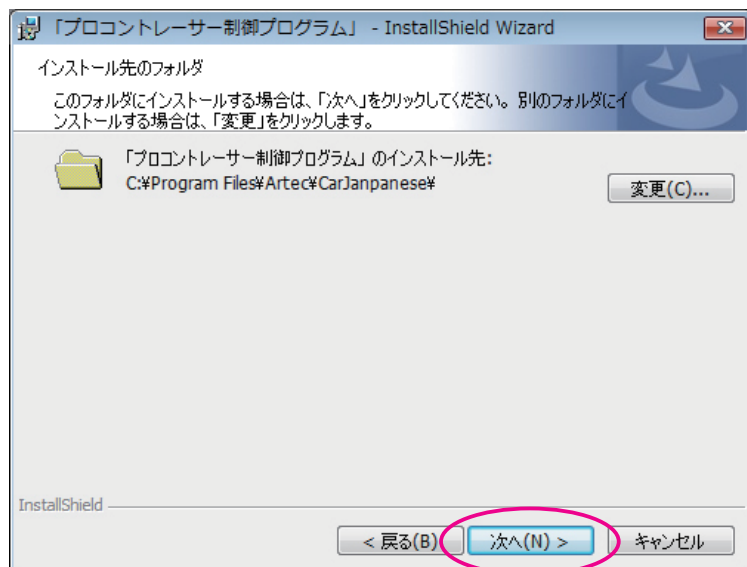 「プロコントレーサー制御プログラム」 - InstallShield Wizard
インストール先のフォルダ
このフォルダにインストールする場合は、「次へ」をクリックしてください。別のフォルダにイ
ンストールする場合は、「変更」をクリックします。
「プロコントレーサー制御プログラム」のインストール先:
C:¥Program Files¥Artec¥CarJanpanese¥
変更(C)...
InstallShield
< 戻る(B)
次へ(N) >
キャンセル